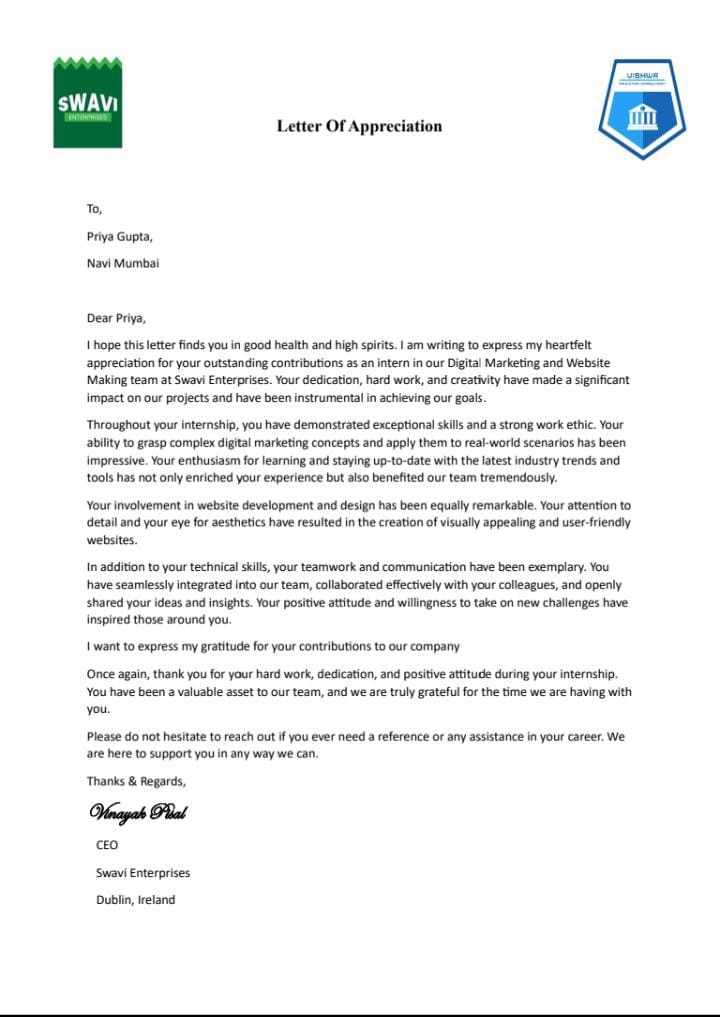 SWAVI
ENTERPRISES
VIBHWA
EDUCATION CONSULTANCY
Letter Of Appreciation
To,
Priya Gupta,
Navi Mumbai
Dear Priya,
I hope this letter finds you in good health and high spirits. I am writing to express my heartfelt
appreciation for your outstanding contributions as an intern in our Digital Marketing and Website
Making team at Swavi Enterprises. Your dedication, hard work, and creativity have made a significant
impact on our projects and have been instrumental in achieving our goals.
Throughout your internship, you have demonstrated exceptional skills and a strong work ethic. Your
ability to grasp complex digital marketing concepts and apply them to real-world scenarios has been
impressive. Your enthusiasm for learning and staying up-to-date with the latest industry trends and
tools has not only enriched your experience but also benefited our team tremendously.
Your involvement in website development and design has been equally remarkable. Your attention to
detail and your eye for aesthetics have resulted in the creation of visually appealing and user-friendly
websites.
In addition to your technical skills, your teamwork and communication have been exemplary. You
have seamlessly integrated into our team, collaborated effectively with your colleagues, and openly
shared your ideas and insights. Your positive attitude and willingness to take on new challenges have
inspired those around you.
I want to express my gratitude for your contributions to our company
Once again, thank you for your hard work, dedication, and positive attitude during your internship.
You have been a valuable asset to our team, and we are truly grateful for the time we are having with
you.
Please do not hesitate to reach out if you ever need a reference or any assistance in your career. We
are here to support you in any way we can.
Thanks & Regards,
Vinayak Pisal
CEO
Swavi Enterprises
Dublin, Ireland